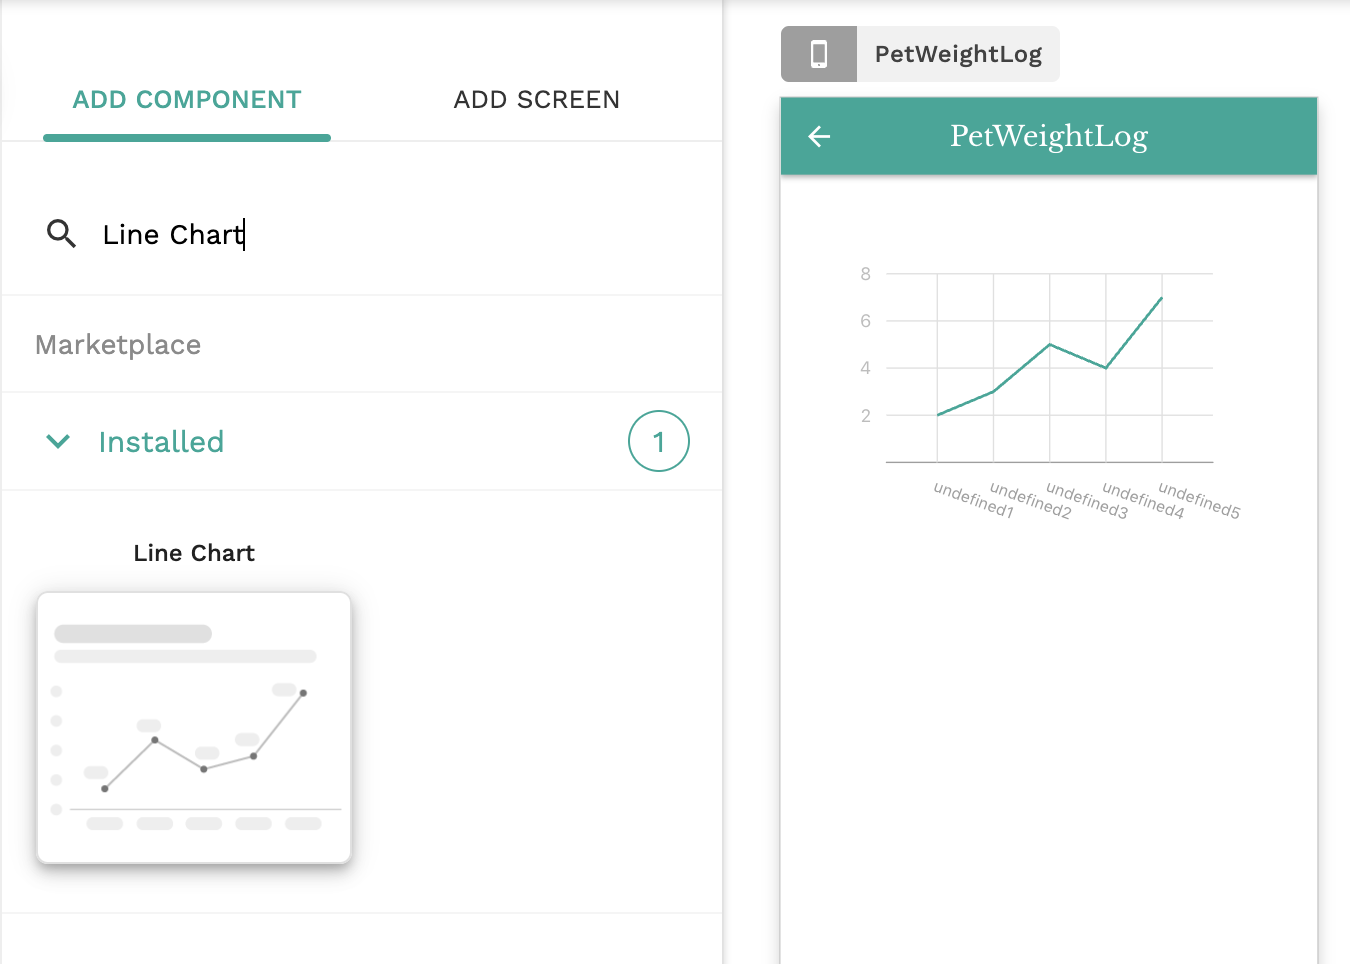 ADD COMPONENT
ADD SCREEN
Line Chart
Marketplace
Installed
1
Line Chart
PetWeightLog
PetWeightLog
8
6
4
2
undefined1
undefined2
undefined3
undefined4
undefined5